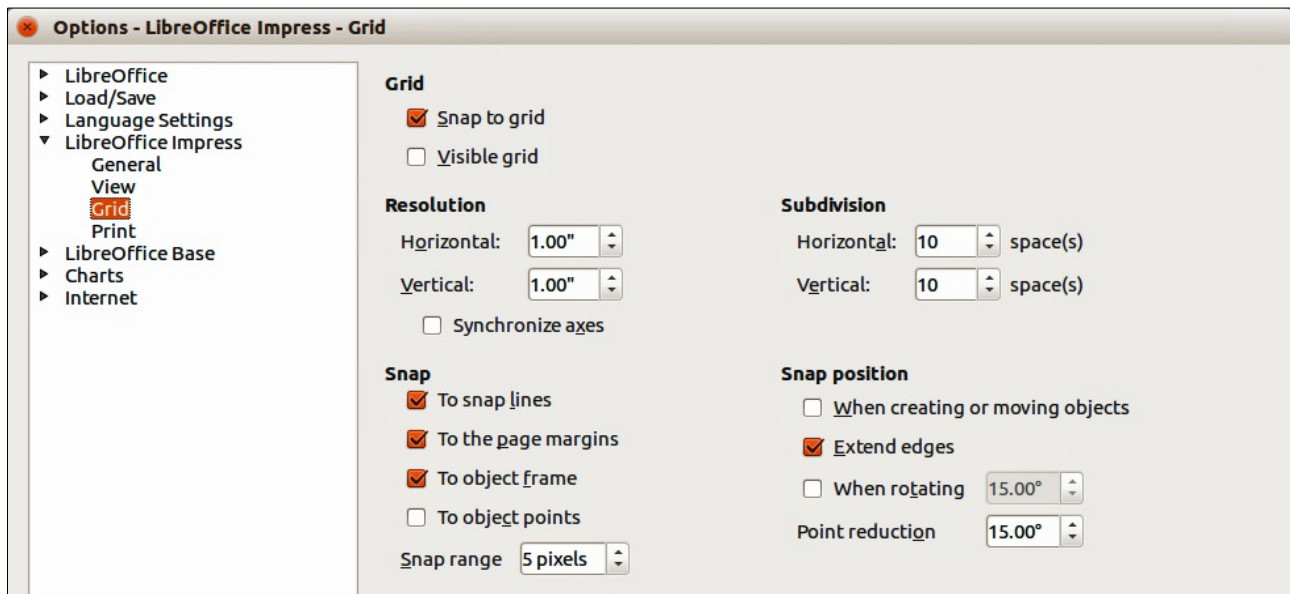 Options - LibreOffice Impress - Grid
LibreOffice
Load/Save
Language Settings
LibreOffice Impress
General
View
Grid
Print
LibreOffice Base
Charts
Internet
Grid
Snap to grid
Visible grid
Resolution
Horizontal: 1.00"
Vertical: 1.00"
Synchronize axes
Subdivision
Horizontal: 10 space(s)
Vertical: 10 space(s)
Snap
To snap lines
To the page margins
To object frame
To object points
Snap range 5 pixels
Snap position
When creating or moving objects
Extend edges
When rotating 15.00°
Point reduction 15.00°